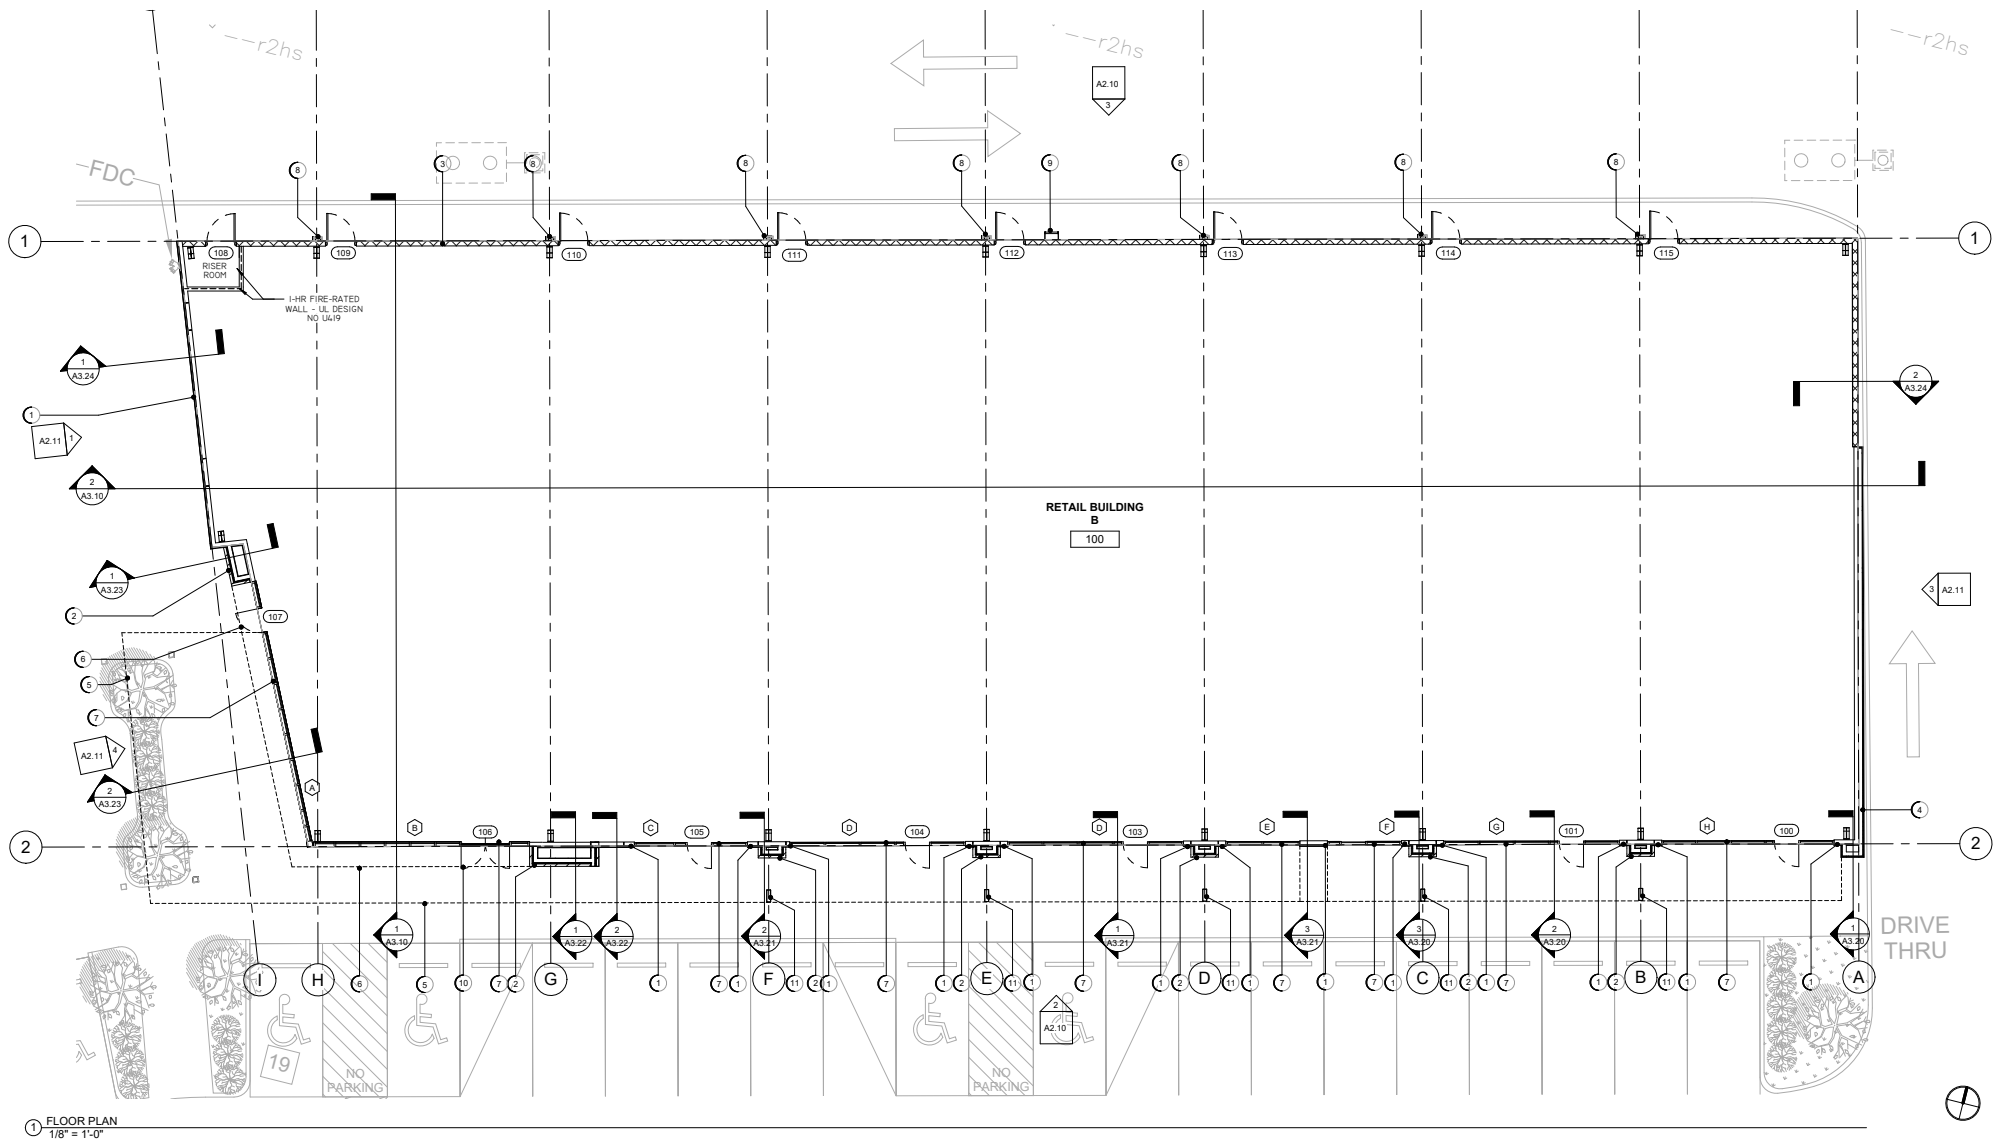 r2hs
r2hs
r2hs
A2.10
3
FDC
8
3
8
8
8
9
8
8
8
1
1
108
109
110
111
112
113
114
115
RISER
ROOM
1-HR FIRE-RATED
WALL - UL DESIGN
NO U419
1
A3.24
2
A3.24
1
A2.11
1
2
A3.10
RETAIL BUILDING
B
100
1
A3.23
2
3
A2.11
107
6
5
7
A2.11
4
2
A3.23
A
4
B
106
C
105
D
104
D
103
E
F
G
101
H
100
2
2
1
A3.10
1
A3.22
2
A3.22
2
A3.21
1
A3.21
3
A3.21
3
A3.20
2
A3.20
1
A3.20
DRIVE
THRU
I
H
6
5
10
7
2
G
1
7
1
F
11
2
1
7
1
2
E
11
1
7
1
2
D
11
1
7
1
7
1
C
11
2
1
7
1
2
B
11
1
7
1
A
2
A2.10
19
NO
PARKING
NO
PARKING
1
FLOOR PLAN
1/8" = 1'-0"